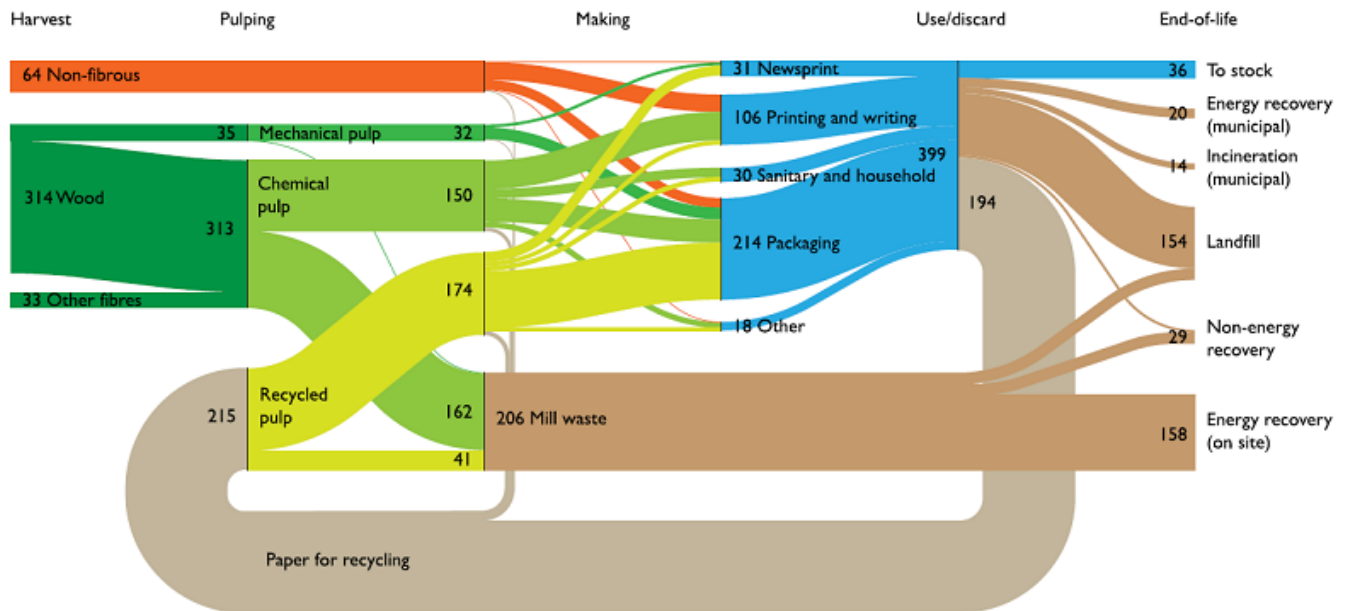 Harvest
Pulping
Making
Use/discard
End-of-life
64 Non-fibrous
31 Newsprint
36
To stock
20
Energy recovery
(municipal)
35
Mechanical pulp
32
106 Printing and writing
399
14
Incineration
(municipal)
314 Wood
313
Chemical
pulp
150
30 Sanitary and household
194
214 Packaging
154
Landfill
33 Other fibres
174
18 Other
29
Non-energy
recovery
215
Recycled
pulp
162
41
206 Mill waste
158
Energy recovery
(on site)
Paper for recycling